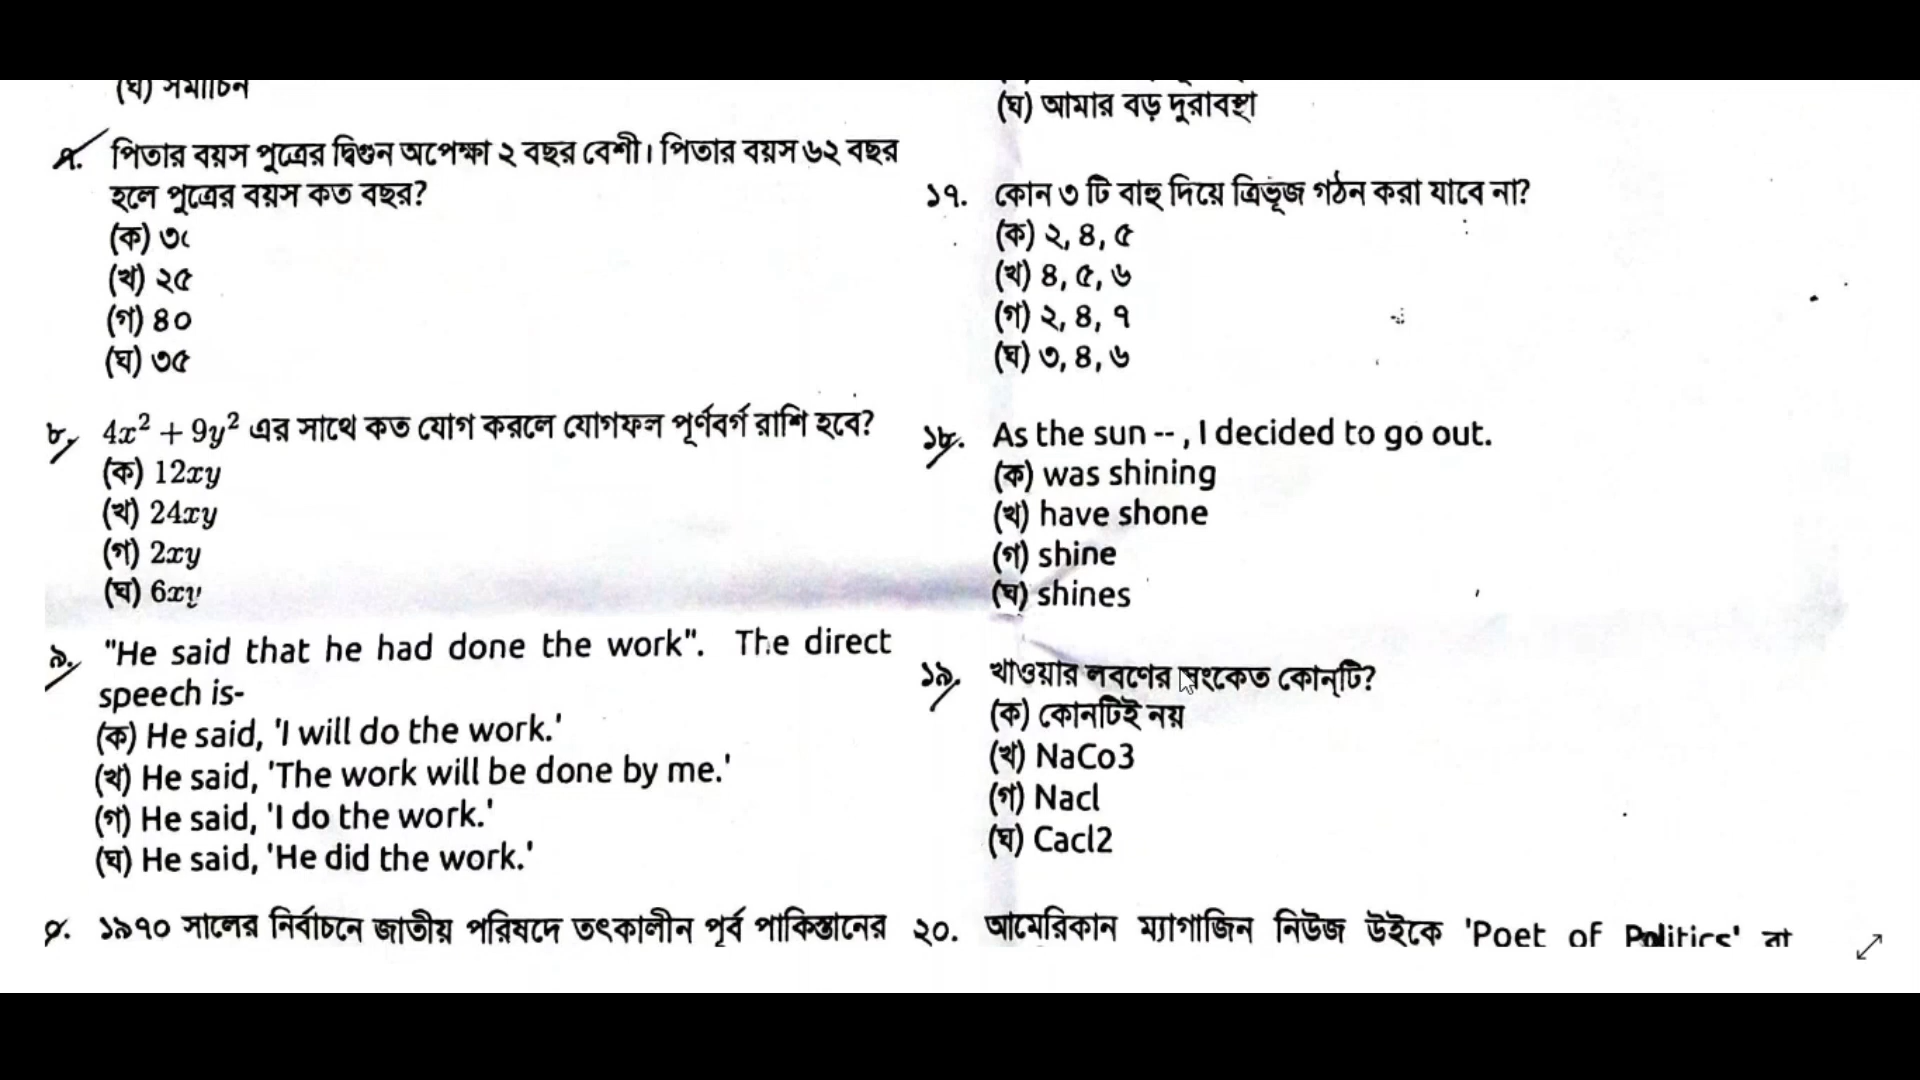 (ঘ) সমীচিন
৭. পিতার বয়স পুত্রের দ্বিগুন অপেক্ষা ২ বছর বেশী। পিতার বয়স ৬২ বছর
হলে পুত্রের বয়স কত বছর?
(ক) ৩০
(খ) ২৫
(গ) ৪০
(ঘ) ৩৫
৮. 4x² + 9y² এর সাথে কত যোগ করলে যোগফল পূর্ণবর্গ রাশি হবে?
(ক) 12xy
(খ) 24xy
(গ) 2xy
(ঘ) 6xy
৯. "He said that he had done the work". The direct
speech is-
(ক) He said, 'I will do the work.'
(খ) He said, 'The work will be done by me.'
(গ) He said, 'I do the work.'
(ঘ) He said, 'He did the work.'
১৯৭০ সালের নির্বাচনে জাতীয় পরিষদে তৎকালীন পূর্ব পাকিস্তানের
(ঘ) আমার বড় দুরাবস্থা
১৭. কোন ৩ টি বাহু দিয়ে ত্রিভূজ গঠন করা যাবে না?
(ক) ২, ৪, ৫
(খ) ৪, ৫, ৬
(গ) ২, ৪, ৭
(ঘ) ৩, ৪, ৬
১৮. As the sun -- , I decided to go out.
(ক) was shining
(খ) have shone
(গ) shine
(ঘ) shines
১৯. খাওয়ার লবণের সংকেত কোন্‌টি?
(ক) কোনটিই নয়
(খ) NaCo3
(গ) Nacl
(ঘ) Cacl2
২০. আমেরিকান ম্যাগাজিন নিউজ উইকে 'Poet of Politics' বা